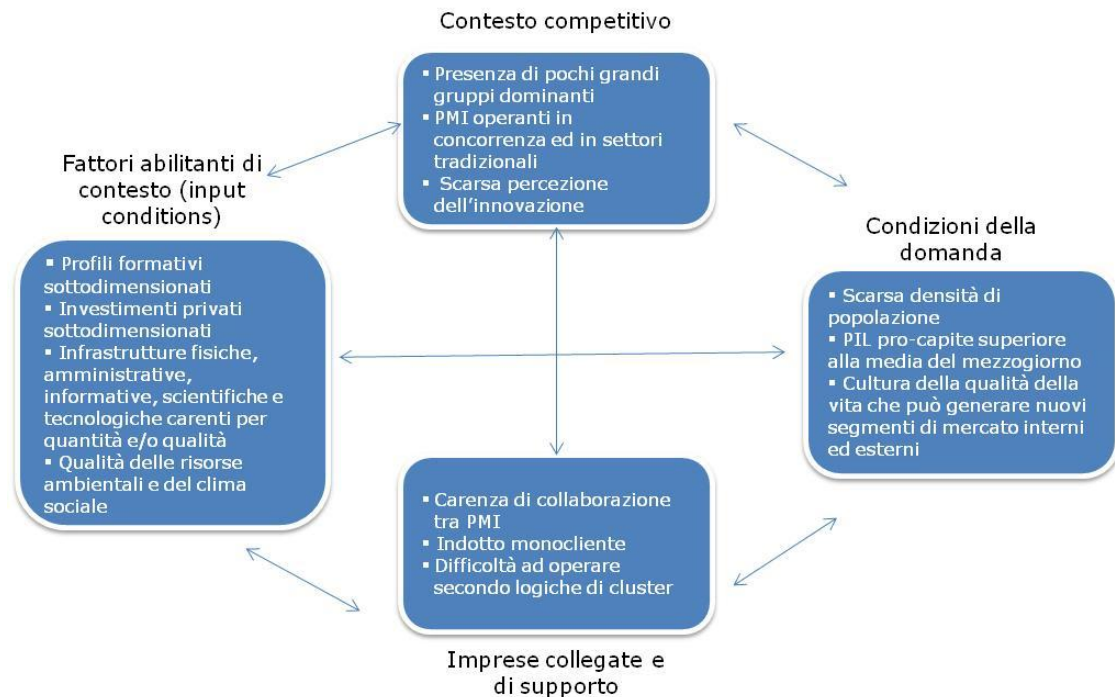 Contesto competitivo
▪ Presenza di pochi grandi
gruppi dominanti
▪ PMI operanti in
concorrenza ed in settori
tradizionali
▪ Scarsa percezione
dell'innovazione
Fattori abilitanti di
contesto (input
conditions)
▪ Profili formativi
sottodimensionati
▪ Investimenti privati
sottodimensionati
▪ Infrastrutture fisiche,
amministrative,
informative, scientifiche e
tecnologiche carenti per
quantità e/o qualità
▪ Qualità delle risorse
ambientali e del clima
sociale
Condizioni della
domanda
▪ Scarsa densità di
popolazione
▪ PIL pro-capite superiore
alla media del mezzogiorno
▪ Cultura della qualità della
vita che può generare nuovi
segmenti di mercato interni
ed esterni
▪ Carenza di collaborazione
tra PMI
▪ Indotto monocliente
▪ Difficoltà ad operare
secondo logiche di cluster
Imprese collegate e
di supporto